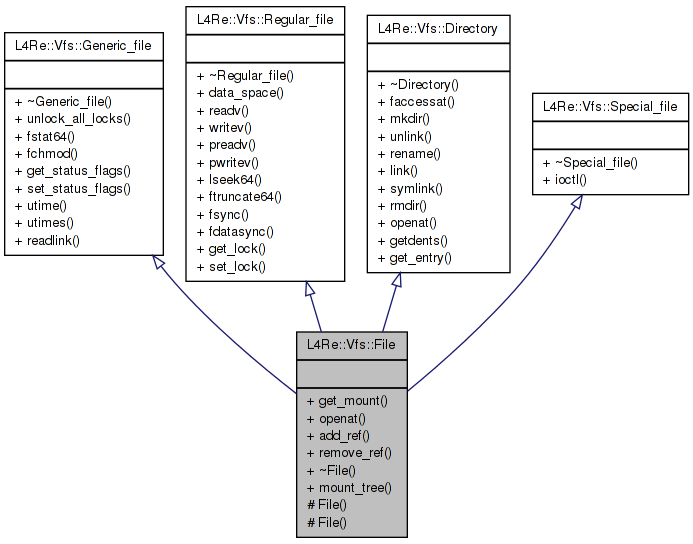 L4Re::Vfs::Generic_file
+ ~Generic_file()
+ unlock_all_locks()
+ fstat64()
+ fchmod()
+ get_status_flags()
+ set_status_flags()
+ utime()
+ utimes()
+ readlink()
L4Re::Vfs::Regular_file
+ ~Regular_file()
+ data_space()
+ readv()
+ writev()
+ preadv()
+ pwritev()
+ lseek64()
+ ftruncate64()
+ fsync()
+ fdatasync()
+ get_lock()
+ set_lock()
L4Re::Vfs::Directory
+ ~Directory()
+ faccessat()
+ mkdir()
+ unlink()
+ rename()
+ link()
+ symlink()
+ rmdir()
+ openat()
+ getdents()
+ get_entry()
L4Re::Vfs::Special_file
+ ~Special_file()
+ ioctl()
L4Re::Vfs::File
+ get_mount()
+ openat()
+ add_ref()
+ remove_ref()
+ ~File()
+ mount_tree()
# File()
# File()